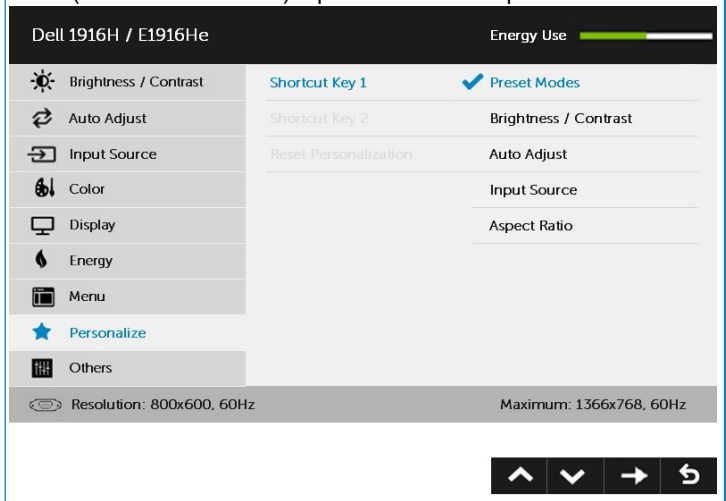 Dell 1916H / E1916He Energy Use
Brightness / Contrast Shortcut Key 1 Preset Modes
Auto Adjust Shortcut Key 2 Brightness / Contrast
Input Source Reset Personalization Auto Adjust
Color Input Source
Display Aspect Ratio
Energy
Menu
Personalize
Others
Resolution: 800x600, 60Hz Maximum: 1366x768, 60Hz